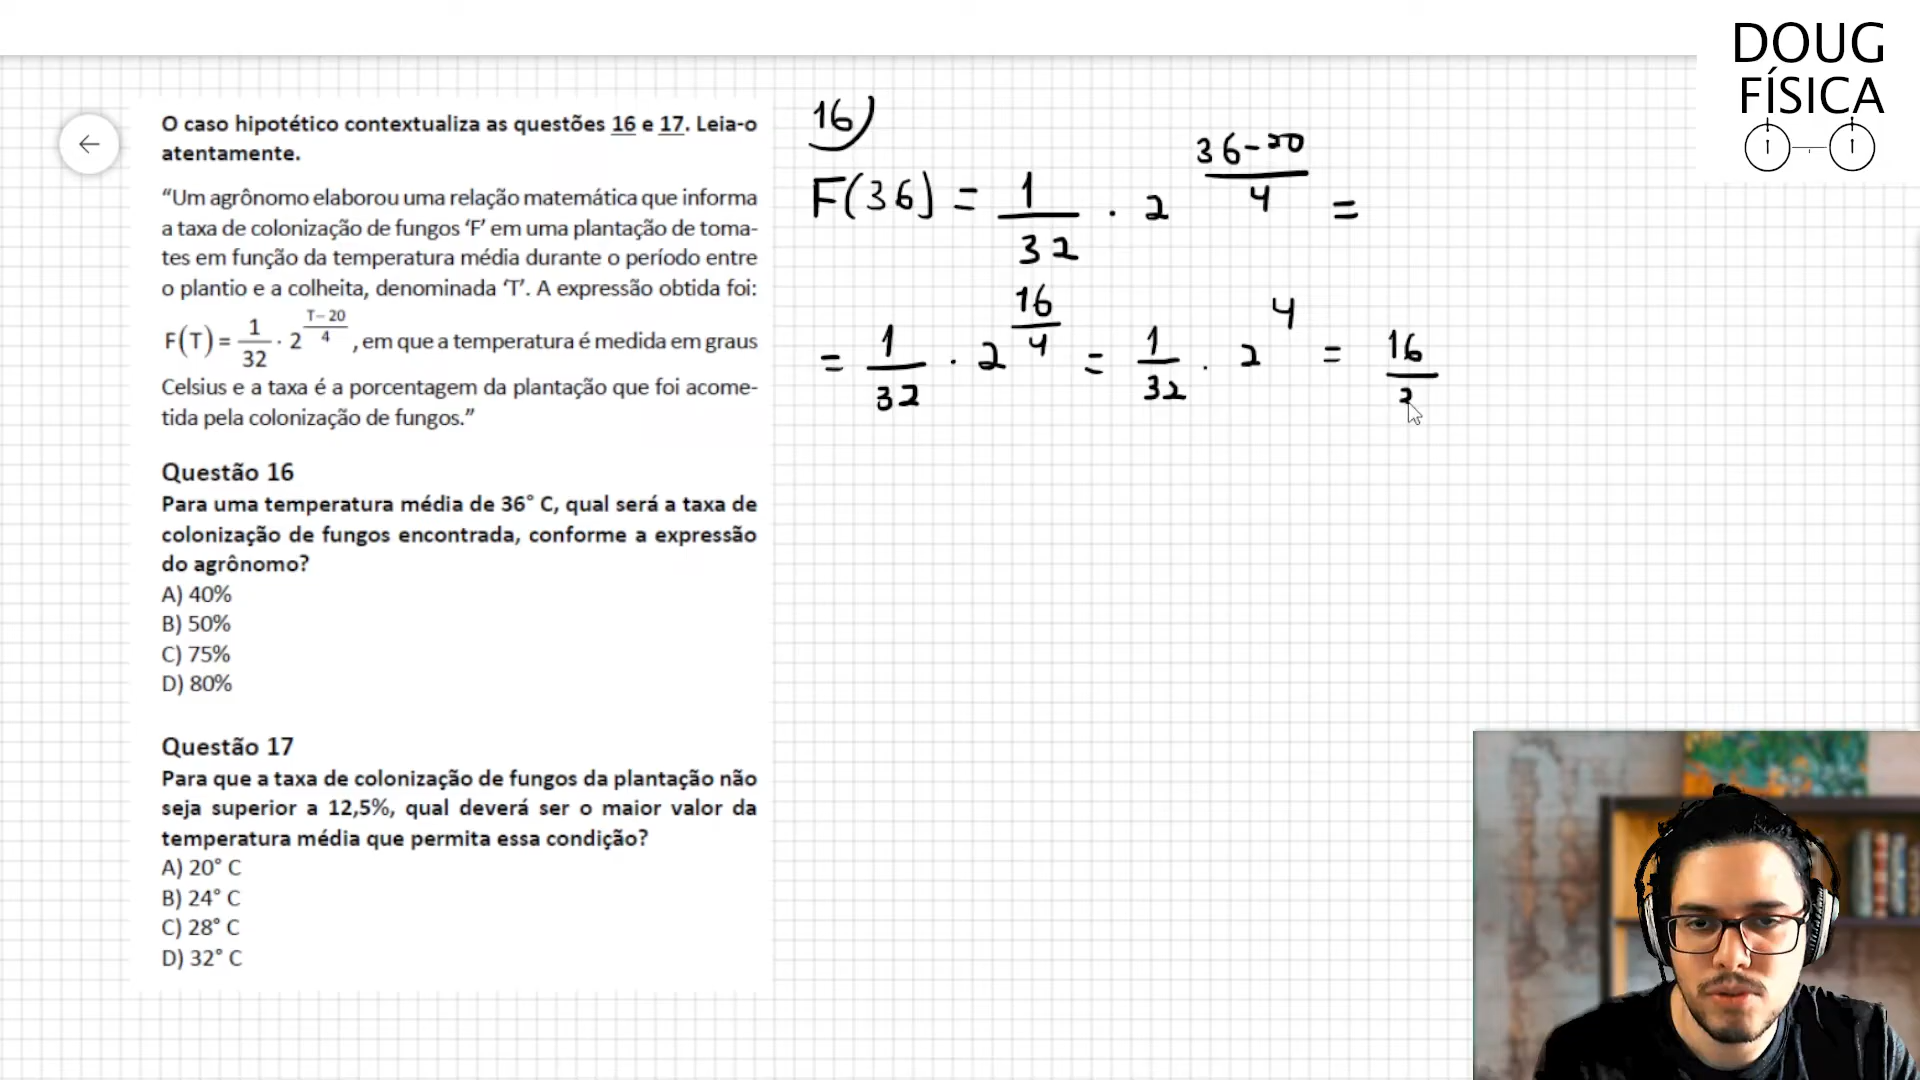 DOUG
FÍSICA
O caso hipotético contextualiza as questões 16 e 17. Leia-o
atentamente.
“Um agrônomo elaborou uma relação matemática que informa
a taxa de colonização de fungos ‘F’ em uma plantação de toma-
tes em função da temperatura média durante o período entre
o plantio e a colheita, denominada ‘T’. A expressão obtida foi:
F(T) = 1/32 · 2^((T−20)/4) , em que a temperatura é medida em graus
Celsius e a taxa é a porcentagem da plantação que foi acome-
tida pela colonização de fungos.”
Questão 16
Para uma temperatura média de 36° C, qual será a taxa de
colonização de fungos encontrada, conforme a expressão
do agrônomo?
A) 40%
B) 50%
C) 75%
D) 80%
Questão 17
Para que a taxa de colonização de fungos da plantação não
seja superior a 12,5%, qual deverá ser o maior valor da
temperatura média que permita essa condição?
A) 20° C
B) 24° C
C) 28° C
D) 32° C
16)
F(36) = 1/32 · 2^((36-20)/4) =
= 1/32 · 2^(16/4) = 1/32 · 2^4 = 16/3